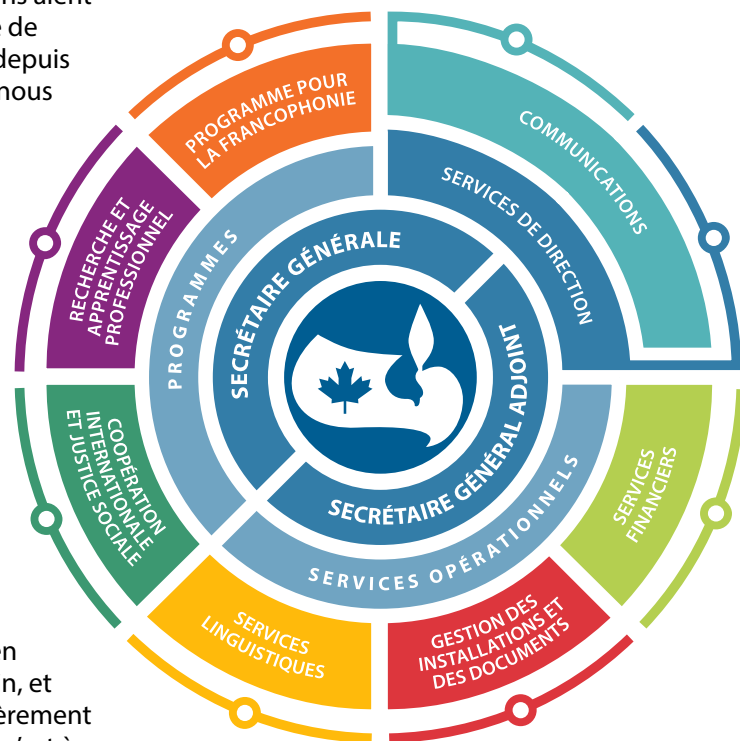 ns aient
e de
depuis
nous
PROGRAMME POUR
LA FRANCOPHONIE
COMMUNICATIONS
RECHERCHE ET
APPRENTISSAGE
PROFESSIONNEL
PROGRAMMES
SERVICES DE DIRECTION
SECRÉTAIRE GÉNÉRALE
SECRÉTAIRE GÉNÉRAL ADJOINT
COOPÉRATION
INTERNATIONALE
ET JUSTICE SOCIALE
SERVICES
FINANCIERS
SERVICES OPÉRATIONNELS
SERVICES
LINGUISTIQUES
GESTION DES
INSTALLATIONS ET
DES DOCUMENTS
en
n, et
èrement